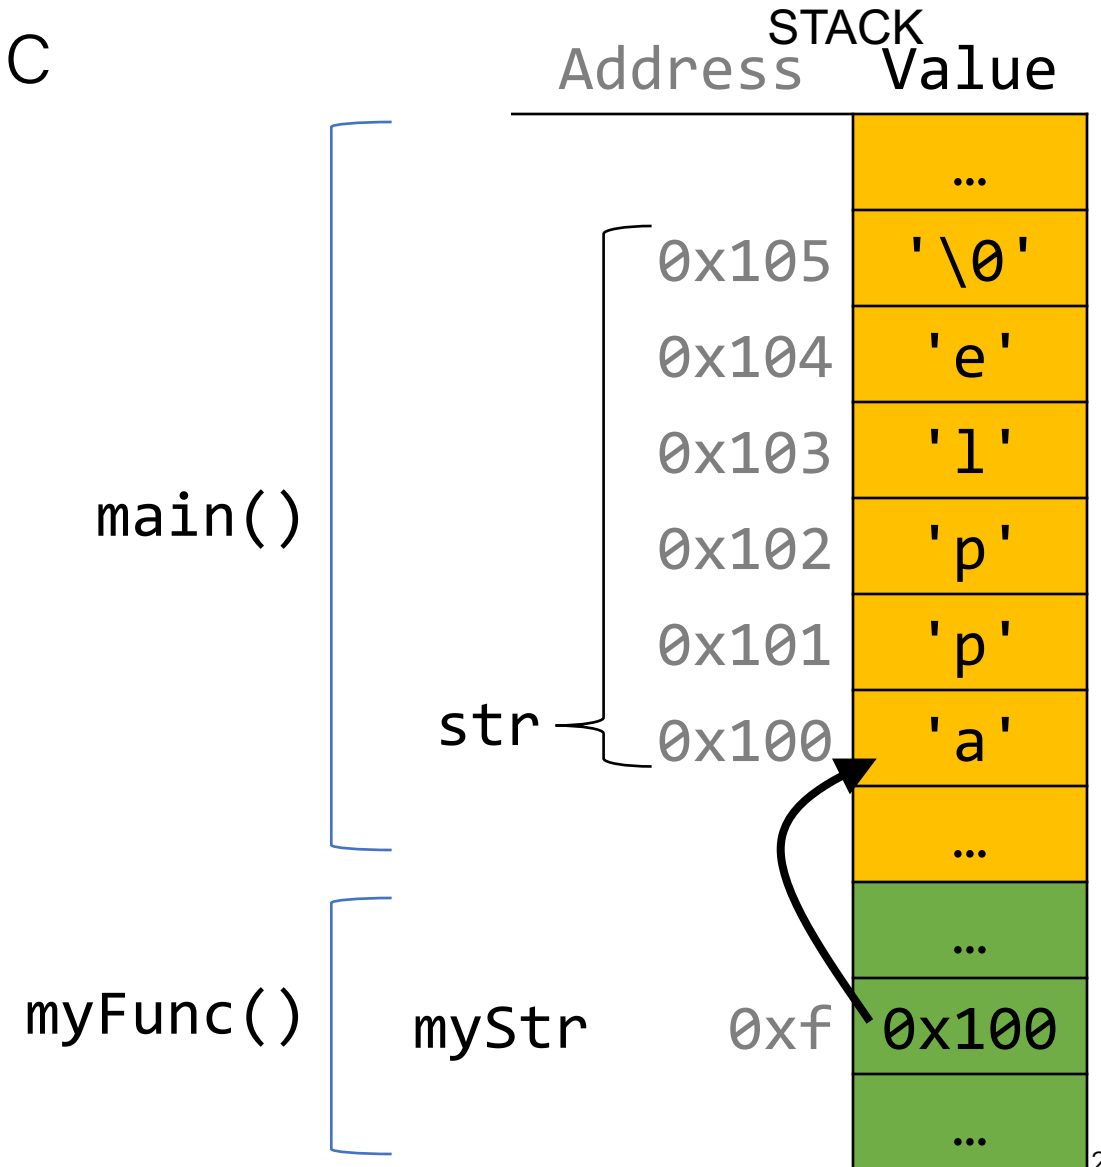 C
STACK
Address Value
…
0x105 '\0'
0x104 'e'
0x103 'l'
main()
0x102 'p'
0x101 'p'
str 0x100 'a'
…
…
myFunc() myStr 0xf 0x100
…